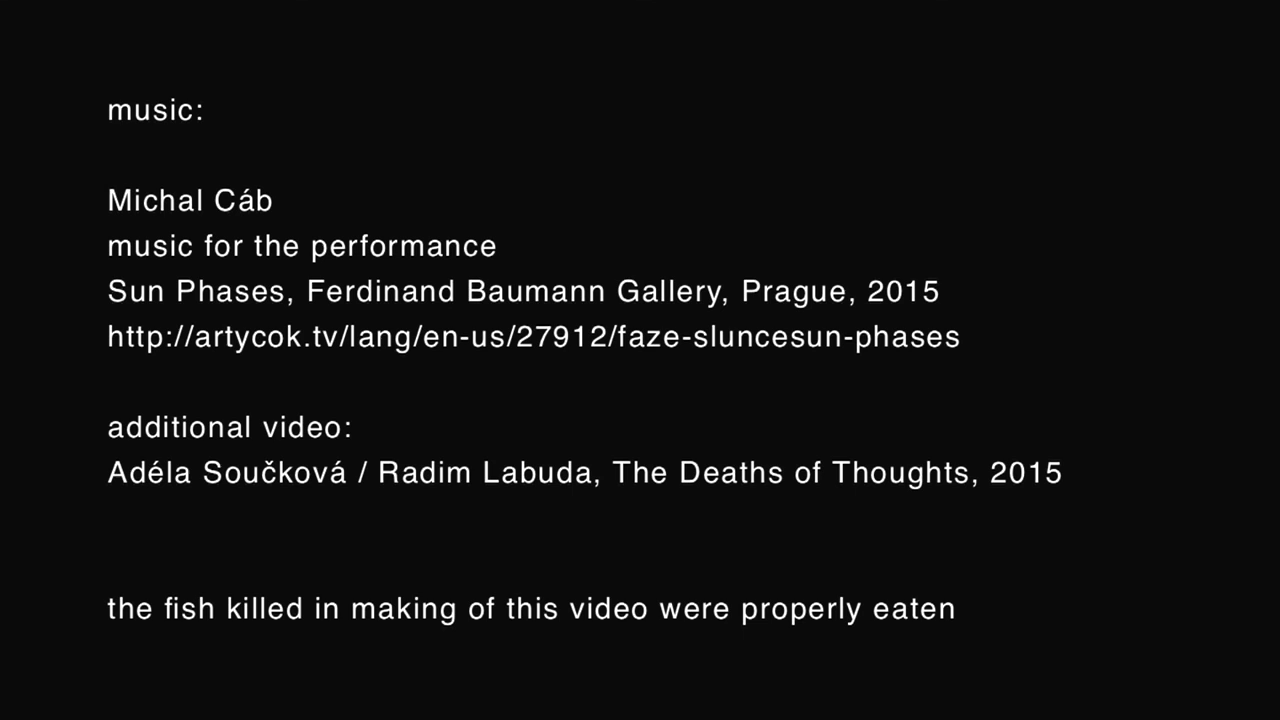 music:
Michal Cáb
music for the performance
Sun Phases, Ferdinand Baumann Gallery, Prague, 2015
http://artycok.tv/lang/en-us/27912/faze-sluncesun-phases
additional video:
Adéla Součková / Radim Labuda, The Deaths of Thoughts, 2015
the fish killed in making of this video were properly eaten